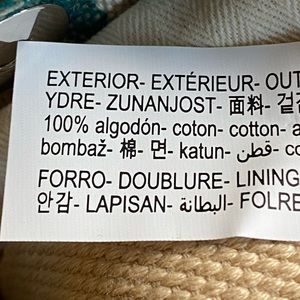 EXTERIOR- EXTÉRIEUR- OUT
YDRE- ZUNANJOST- 面料- 겉감
100% algodón- coton- cotton- a
bombaž- 棉- 면- katun- قطن- co
FORRO- DOUBLURE- LINING
안감- LAPISAN- البطانة- FOLRE